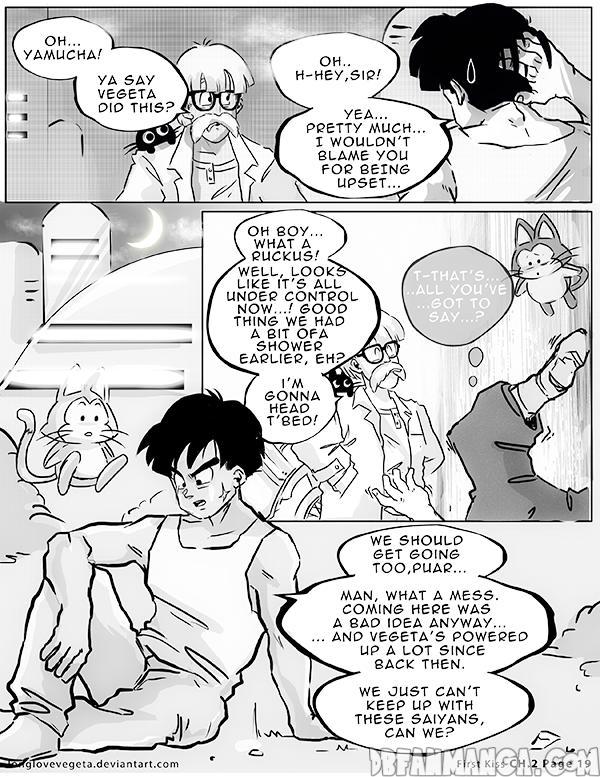 OH...
YAMUCHA!
YA SAY
VEGETA
DID THIS?
OH..
H-HEY,SIR!
YEA...
PRETTY MUCH...
I WOULDN'T
BLAME YOU
FOR BEING
UPSET...
OH BOY...
WHAT A
RUCKUS!
WELL, LOOKS
LIKE IT'S ALL
UNDER CONTROL
NOW...! GOOD
THING WE HAD
A BIT OFA
SHOWER
EARLIER, EH?
I'M
GONNA
HEAD
T'BED!
T-THAT'S...
..ALL YOU'VE
...GOT TO
SAY...?
WE SHOULD
GET GOING
TOO,PUAR...
MAN, WHAT A MESS.
COMING HERE WAS
A BAD IDEA ANYWAY...
... AND VEGETA'S POWERED
UP A LOT SINCE
BACK THEN.
WE JUST CAN'T
KEEP UP WITH
THESE SAIYANS,
CAN WE?
longlovevegeta.deviantart.com
First Kiss CH.2 Page 19
DBFANMANGA.COM